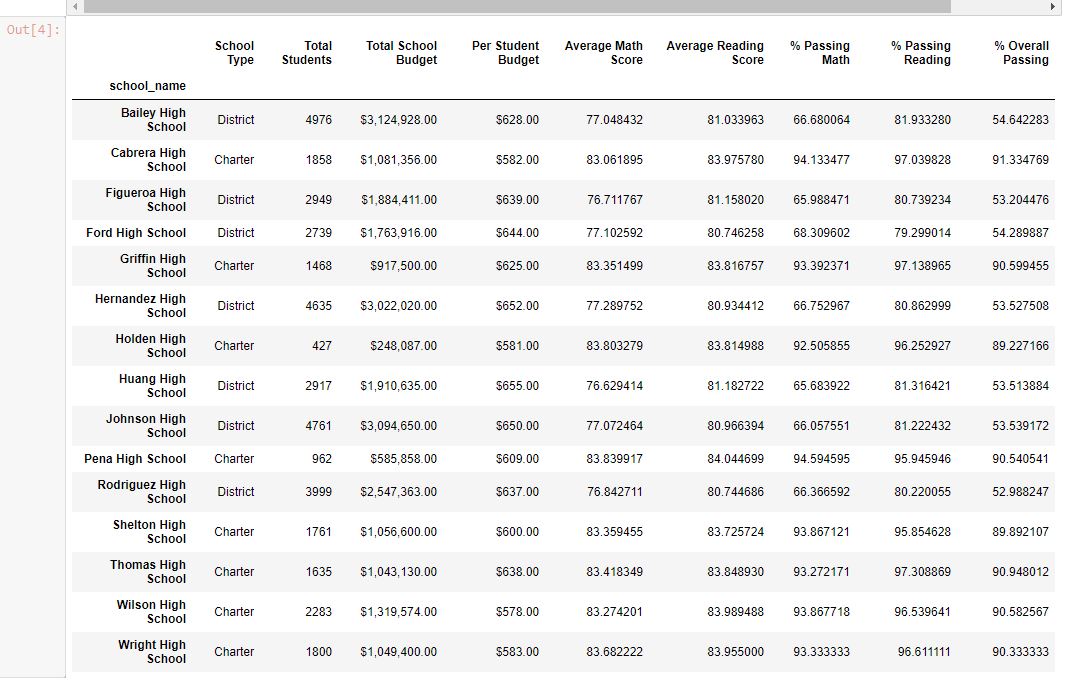 Out[4]:
School Type Total Students Total School Budget Per Student Budget Average Math Score Average Reading Score % Passing Math % Passing Reading % Overall Passing
school_name
Bailey High School District 4976 $3,124,928.00 $628.00 77.048432 81.033963 66.680064 81.933280 54.642283
Cabrera High School Charter 1858 $1,081,356.00 $582.00 83.061895 83.975780 94.133477 97.039828 91.334769
Figueroa High School District 2949 $1,884,411.00 $639.00 76.711767 81.158020 65.988471 80.739234 53.204476
Ford High School District 2739 $1,763,916.00 $644.00 77.102592 80.746258 68.309602 79.299014 54.289887
Griffin High School Charter 1468 $917,500.00 $625.00 83.351499 83.816757 93.392371 97.138965 90.599455
Hernandez High School District 4635 $3,022,020.00 $652.00 77.289752 80.934412 66.752967 80.862999 53.527508
Holden High School Charter 427 $248,087.00 $581.00 83.803279 83.814988 92.505855 96.252927 89.227166
Huang High School District 2917 $1,910,635.00 $655.00 76.629414 81.182722 65.683922 81.316421 53.513884
Johnson High School District 4761 $3,094,650.00 $650.00 77.072464 80.966394 66.057551 81.222432 53.539172
Pena High School Charter 962 $585,858.00 $609.00 83.839917 84.044699 94.594595 95.945946 90.540541
Rodriguez High School District 3999 $2,547,363.00 $637.00 76.842711 80.744686 66.366592 80.220055 52.988247
Shelton High School Charter 1761 $1,056,600.00 $600.00 83.359455 83.725724 93.867121 95.854628 89.892107
Thomas High School Charter 1635 $1,043,130.00 $638.00 83.418349 83.848930 93.272171 97.308869 90.948012
Wilson High School Charter 2283 $1,319,574.00 $578.00 83.274201 83.989488 93.867718 96.539641 90.582567
Wright High School Charter 1800 $1,049,400.00 $583.00 83.682222 83.955000 93.333333 96.611111 90.333333